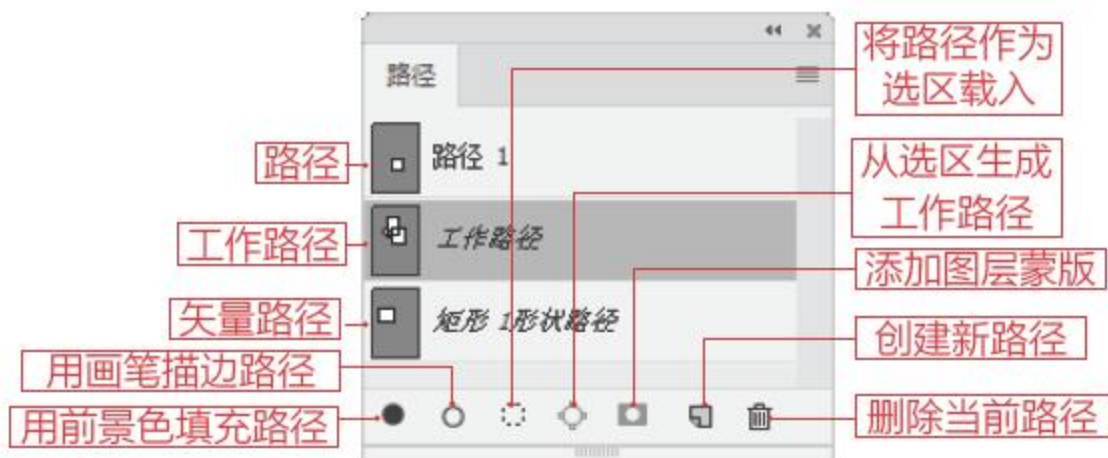 将路径作为
选区载入
路径
路径
路径 1
从选区生成
工作路径
工作路径
工作路径
添加图层蒙版
矢量路径
矩形 1形状路径
创建新路径
用画笔描边路径
用前景色填充路径
删除当前路径